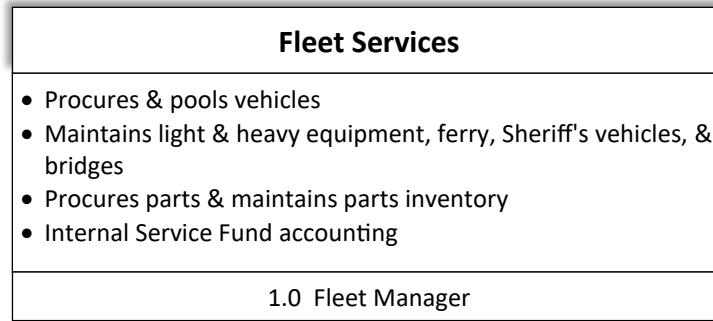 Fleet Services
• Procures & pools vehicles
• Maintains light & heavy equipment, ferry, Sheriff's vehicles, &
bridges
• Procures parts & maintains parts inventory
• Internal Service Fund accounting
1.0  Fleet Manager